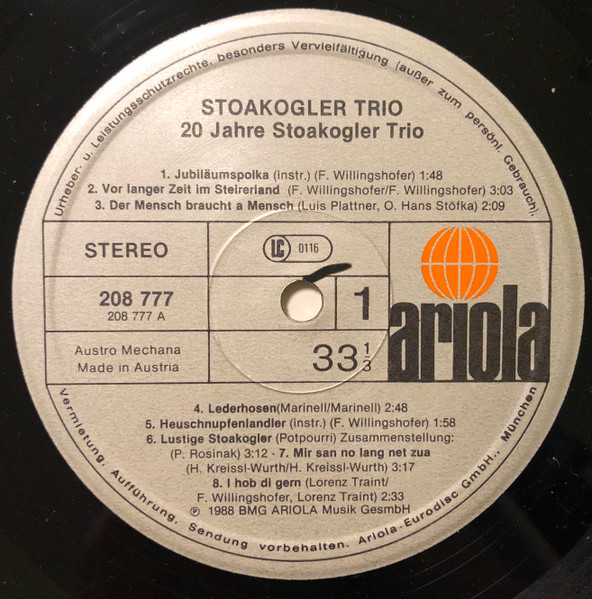 Urheber- u. Leistungsschutzrechte, besonders Vervielfältigung (außer zum persönl. Gebrauch),
STOAKOGLER TRIO
20 Jahre Stoakogler Trio
1. Jubiläumspolka (instr.) (F. Willingshofer) 1:48
2. Vor langer Zeit im Steirerland (F. Willingshofer/F. Willingshofer) 3:03
3. Der Mensch braucht a Mensch (Luis Plattner, O. Hans Stöfka) 2:09
STEREO
LC 0116
208 777
208 777 A
1
ariola
Austro Mechana
Made in Austria
33 1/3
4. Lederhosen(Marinell/Marinell) 2:48
5. Heuschnupfenlandler (instr.) (F. Willingshofer) 1:58
6. Lustige Stoakogler (Potpourri) Zusammenstellung:
(P. Rosinak) 3:12 · 7. Mir san no lang net zua
(H. Kreissl-Wurth/H. Kreissl-Wurth) 3:17
8. I hob di gern (Lorenz Traint/
F. Willingshofer, Lorenz Traint) 2:33
℗ 1988 BMG ARIOLA Musik GesmbH
Vermietung, Aufführung, Sendung vorbehalten. Ariola-Eurodisc GmbH., München